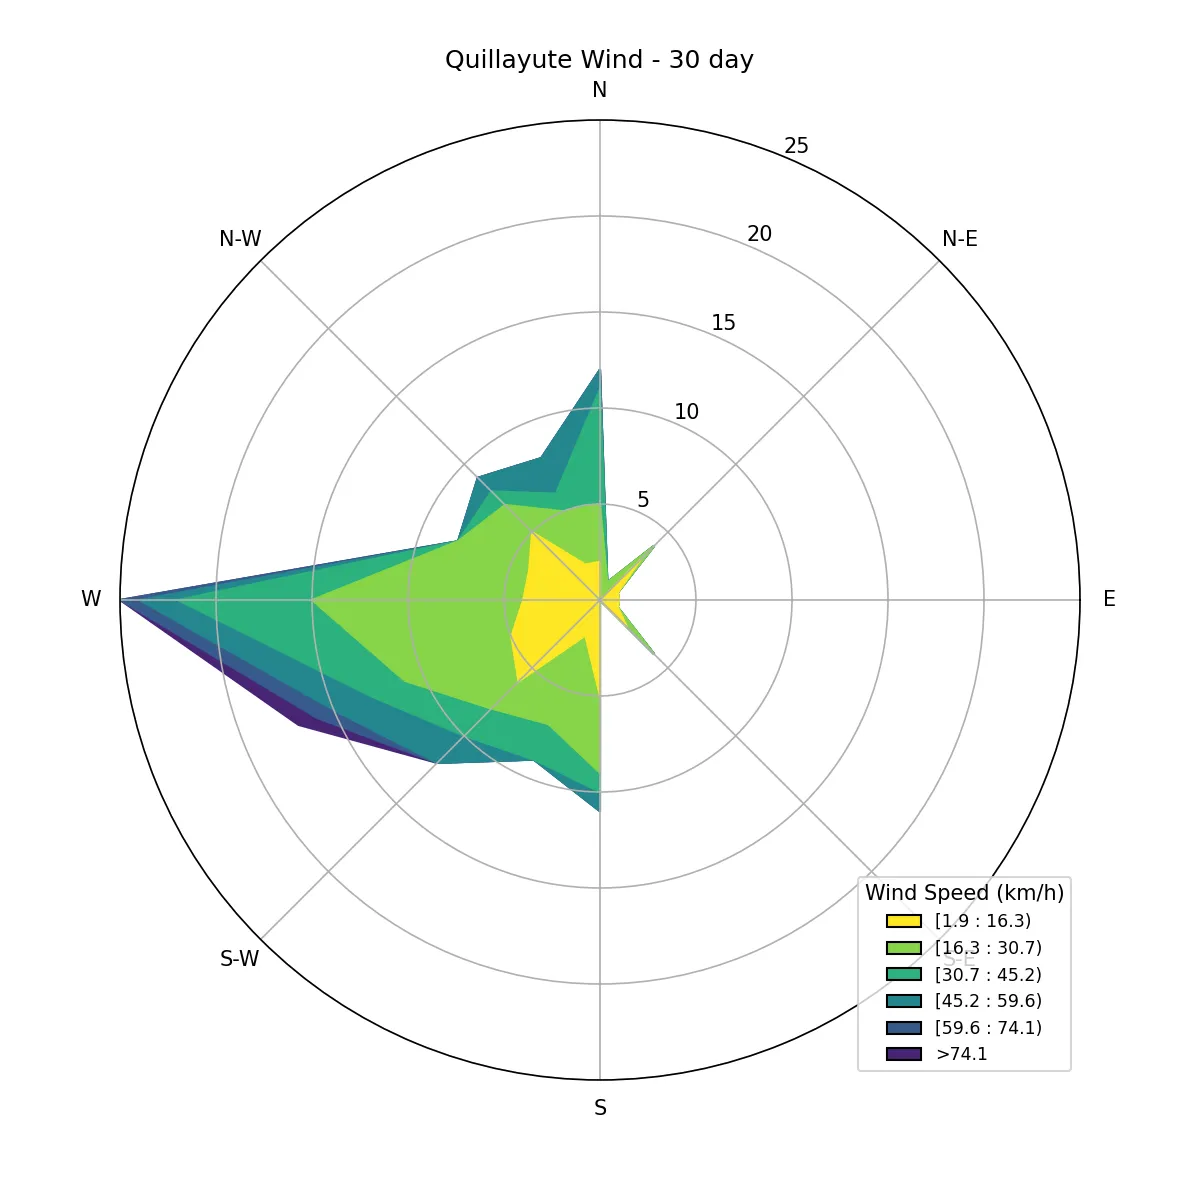 Quillayute Wind - 30 day
N
25
N-W
N-E
20
15
10
5
W
E
Wind Speed (km/h)
[1.9 : 16.3)
[16.3 : 30.7)
S-W
S-E
[30.7 : 45.2)
[45.2 : 59.6)
[59.6 : 74.1)
>74.1
S